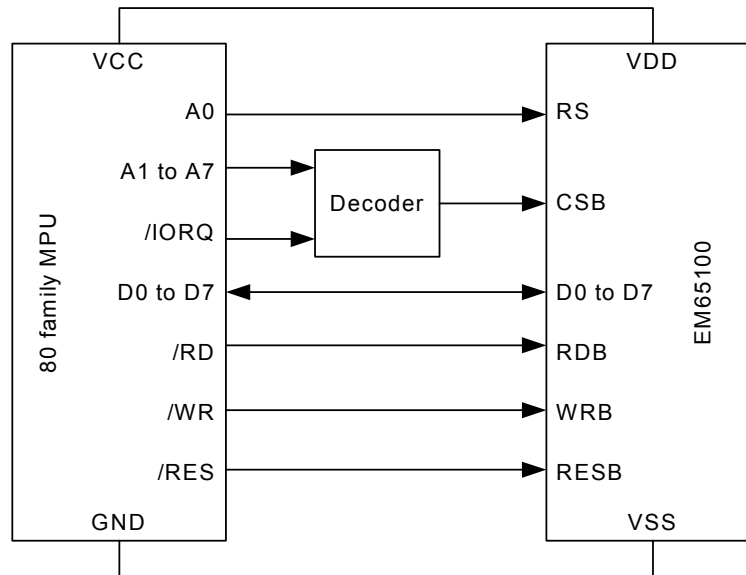 VCC VDD
A0 RS
A1 to A7
Decoder CSB
/IORQ
D0 to D7 D0 to D7
/RD RDB
/WR WRB
/RES RESB
GND VSS
80 family MPU
EM65100